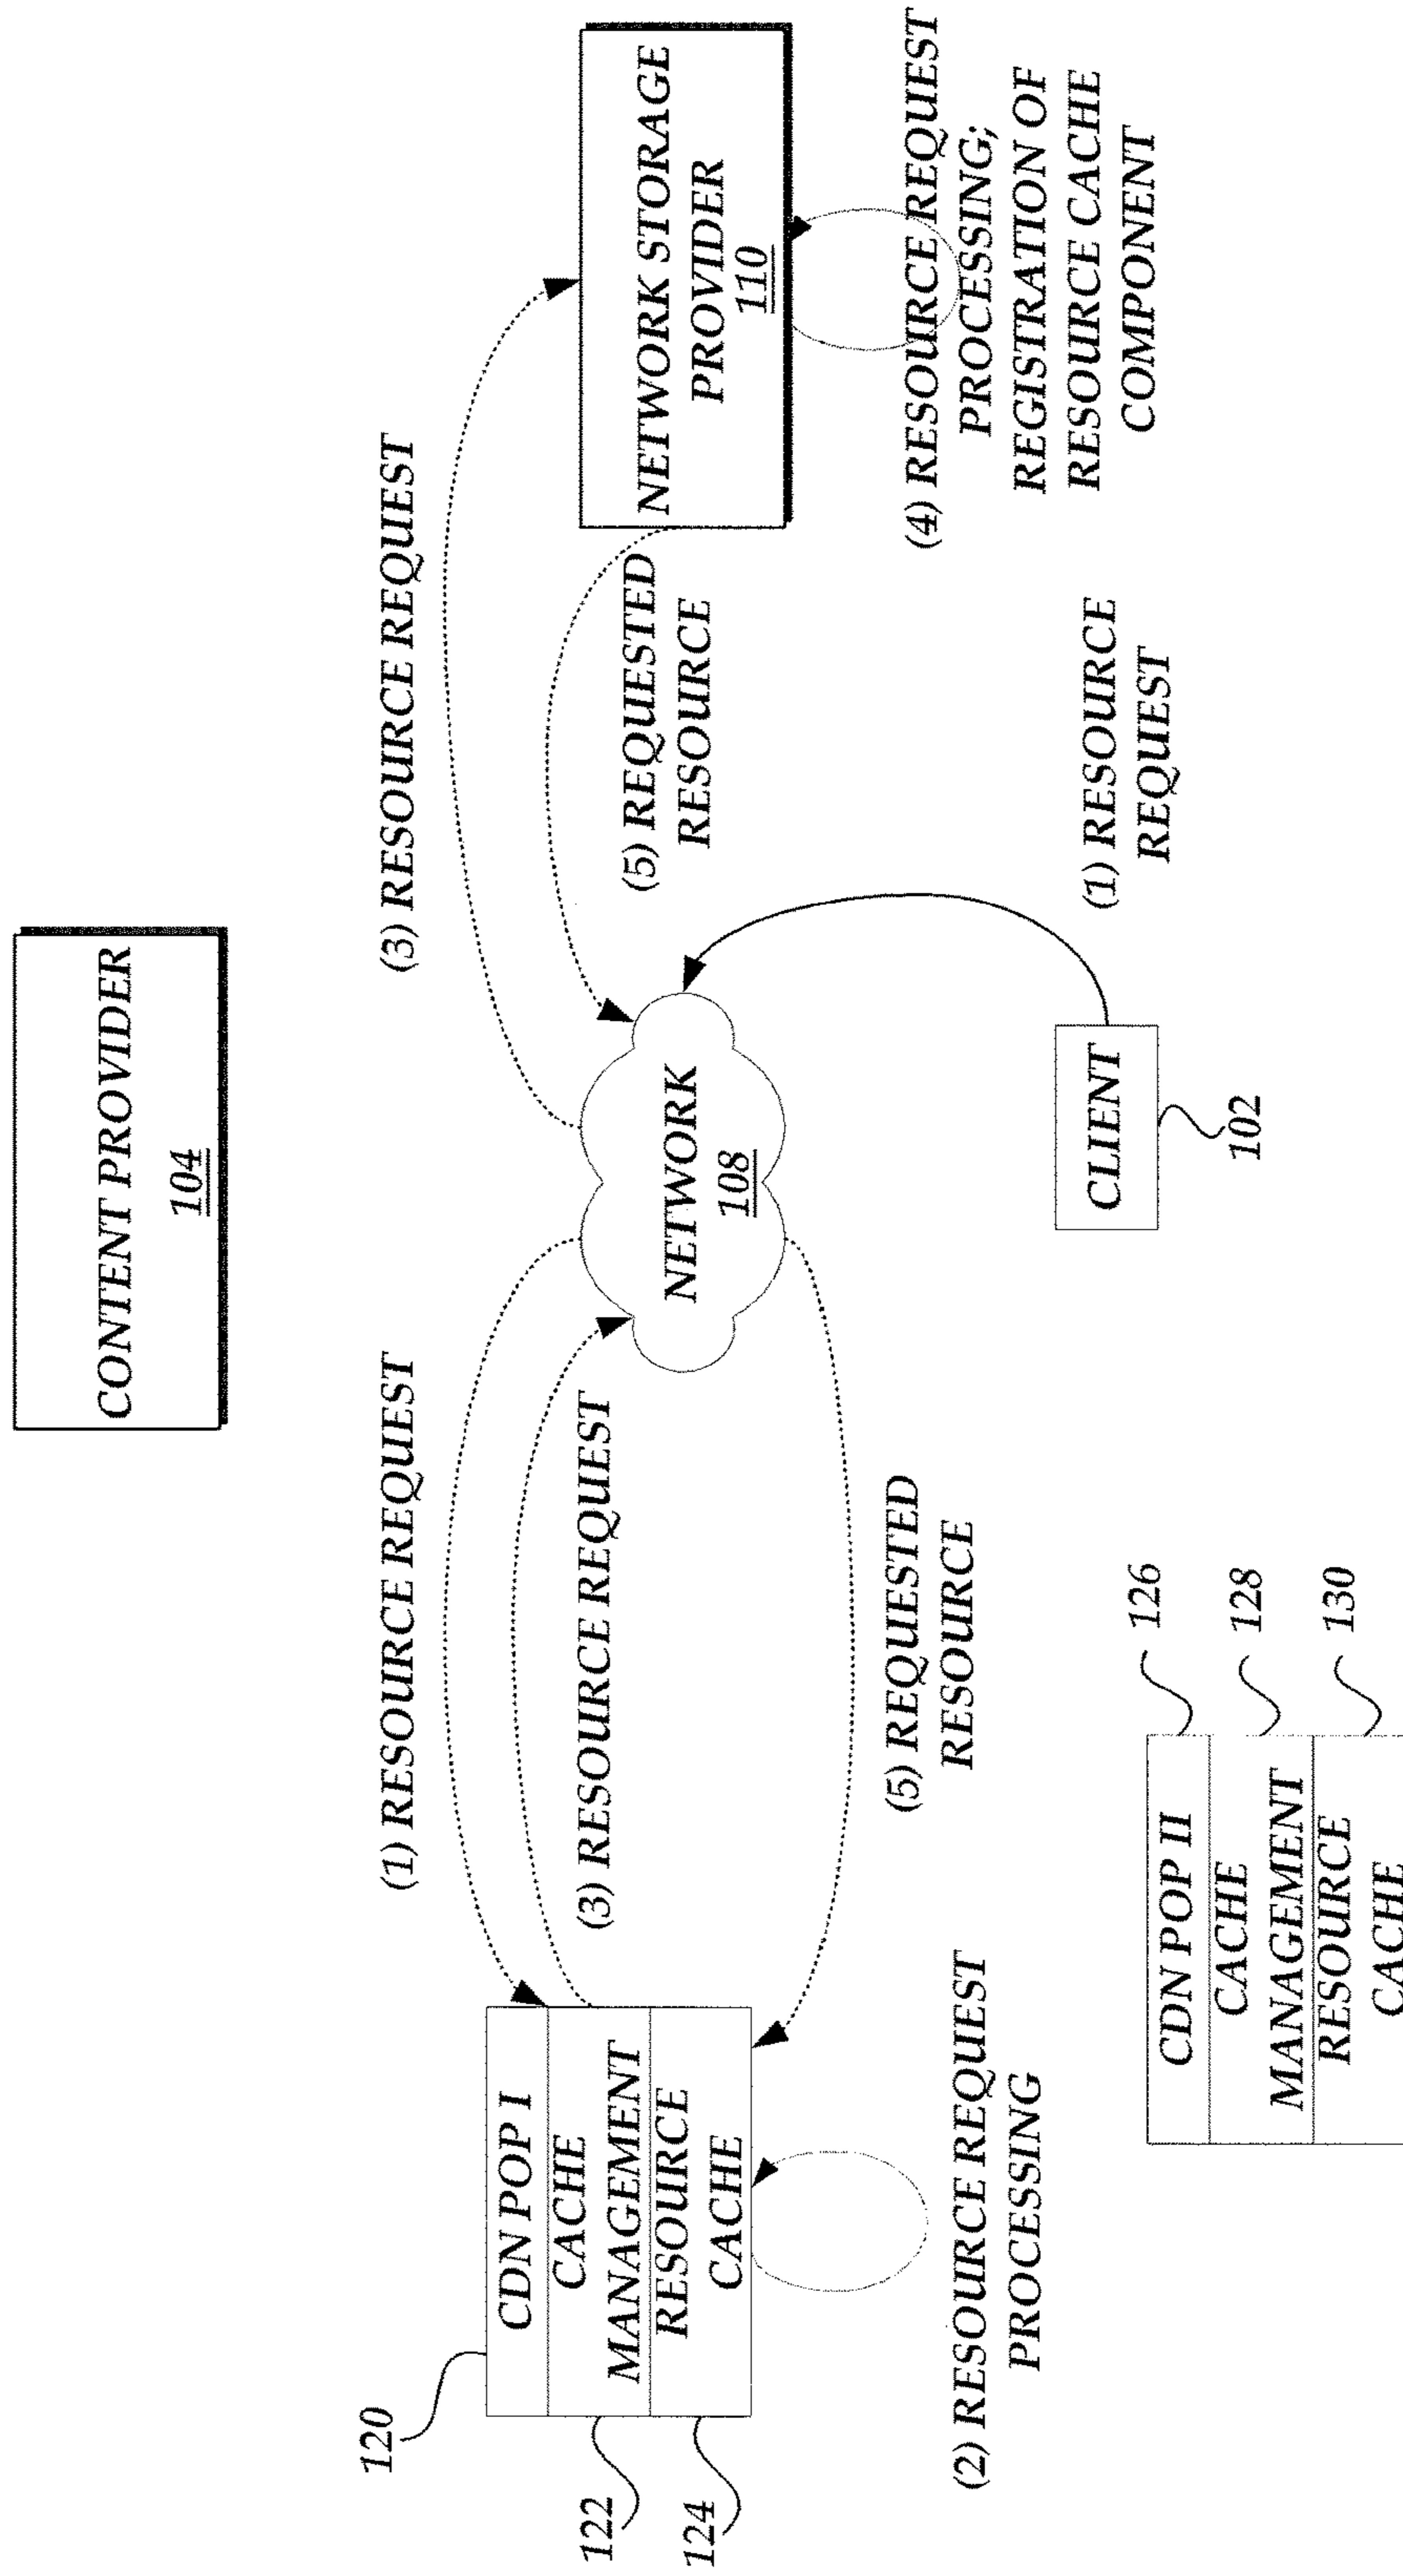 CONTENT PROVIDER
104
(1) RESOURCE REQUEST
(3) RESOURCE REQUEST
120
CDN POP I
CACHE
MANAGEMENT
RESOURCE
CACHE
122
124
(3) RESOURCE REQUEST
NETWORK
108
NETWORK STORAGE
PROVIDER
110
(5) REQUESTED
RESOURCE
(5) REQUESTED
RESOURCE
(2) RESOURCE REQUEST
PROCESSING
(4) RESOURCE REQUEST
PROCESSING;
REGISTRATION OF
RESOURCE CACHE
COMPONENT
(1) RESOURCE
REQUEST
CLIENT
102
CDN POP II
CACHE
MANAGEMENT
RESOURCE
CACHE
126
128
130